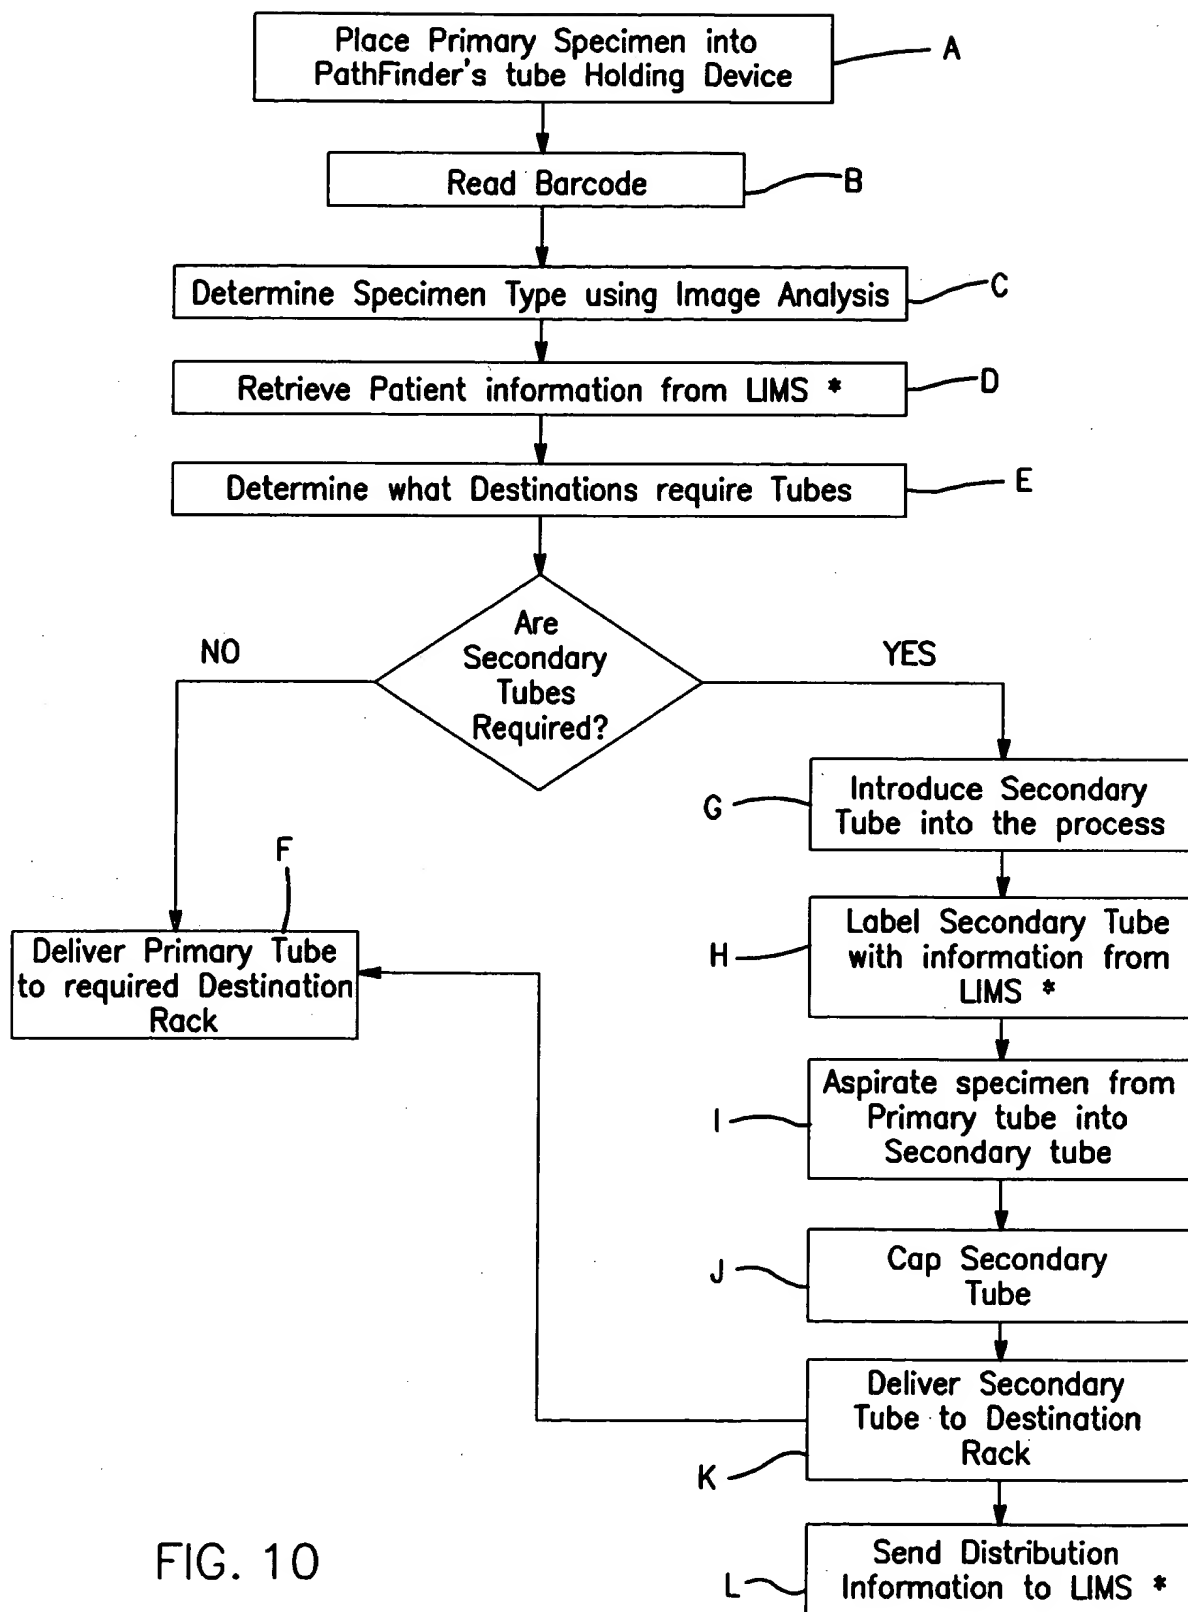 Place Primary Specimen into
PathFinder's tube Holding Device
A
Read Barcode
B
Determine Specimen Type using Image Analysis
C
Retrieve Patient information from LIMS *
D
Determine what Destinations require Tubes
E
Are
Secondary
Tubes
Required?
NO
YES
G
Introduce Secondary
Tube into the process
F
Deliver Primary Tube
to required Destination
Rack
H
Label Secondary Tube
with information from
LIMS *
I
Aspirate specimen from
Primary tube into
Secondary tube
J
Cap Secondary
Tube
K
Deliver Secondary
Tube to Destination
Rack
L
Send Distribution
Information to LIMS *
FIG. 10